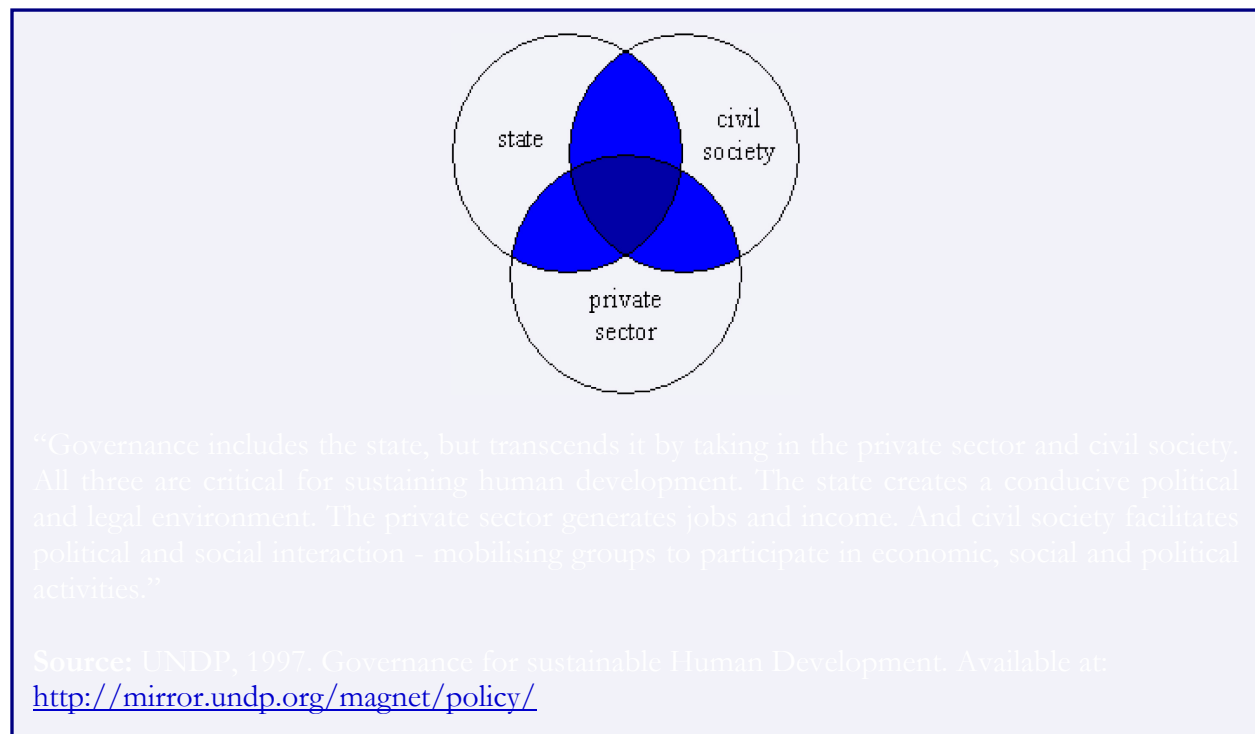 state
civil
society
private
sector
“Governance includes the state, but transcends it by taking in the private sector and civil society.
All three are critical for sustaining human development. The state creates a conducive political
and legal environment. The private sector generates jobs and income. And civil society facilitates
political and social interaction - mobilising groups to participate in economic, social and political
activities.”
Source: UNDP, 1997. Governance for sustainable Human Development. Available at:
http://mirror.undp.org/magnet/policy/